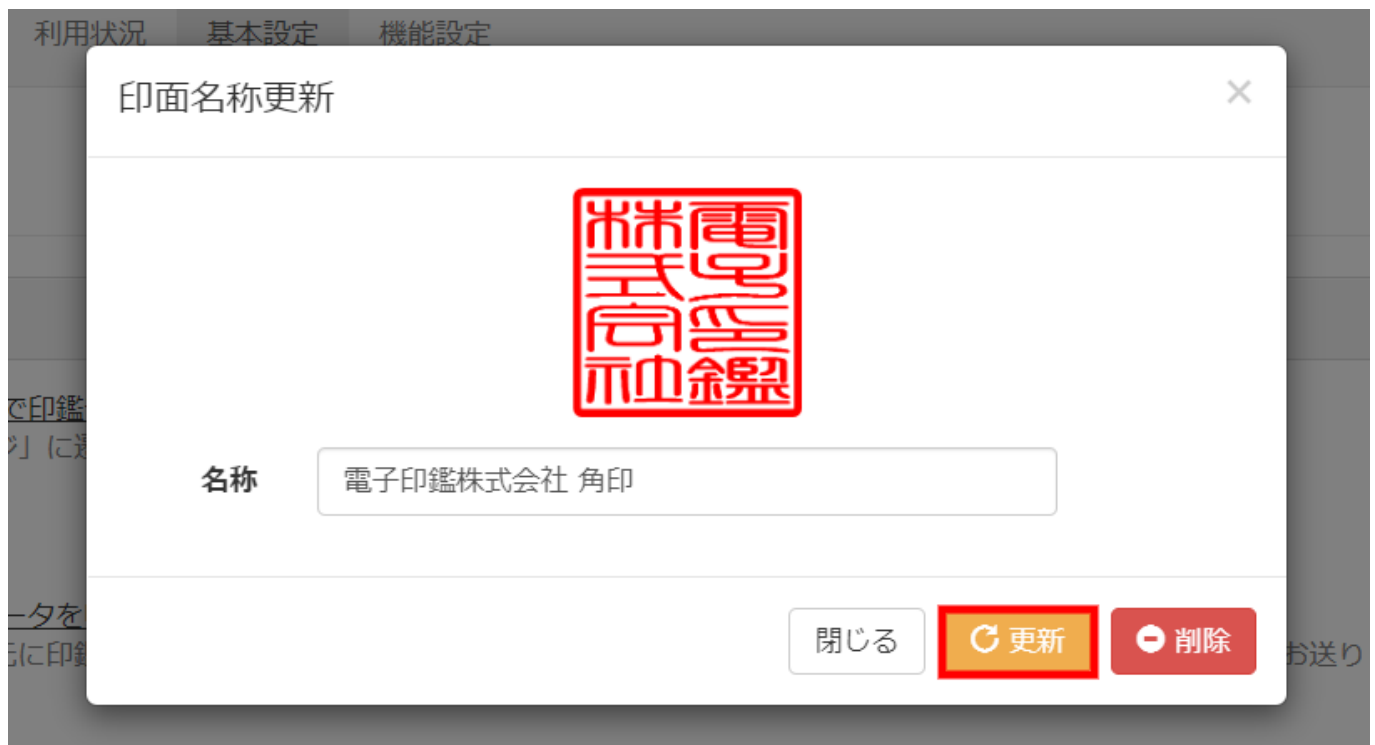 利用状況 基本設定 機能設定
印面名称更新
電子印鑑
株式会社
で印鑑
」に
名称 電子印鑑株式会社 角印
ータを
元に印鑑
お送り
閉じる 更新 削除